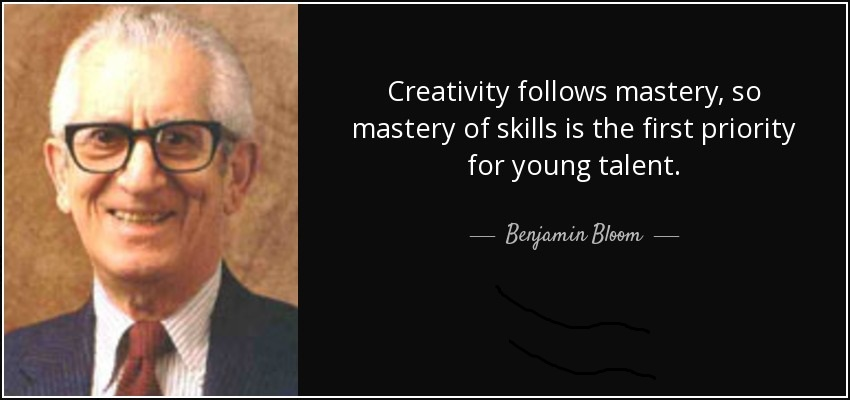 Creativity follows mastery, so
mastery of skills is the first priority
for young talent.
— Benjamin Bloom —